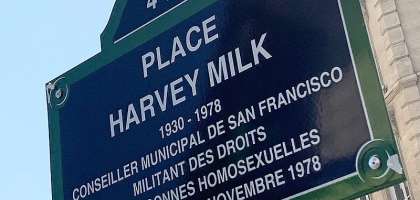 PLACE
HARVEY MILK
1930 - 1978
CONSEILLER MUNICIPAL DE SAN FRANCISCO
MILITANT DES DROITS
HOMOSEXUELLES
NOVEMBRE 1978